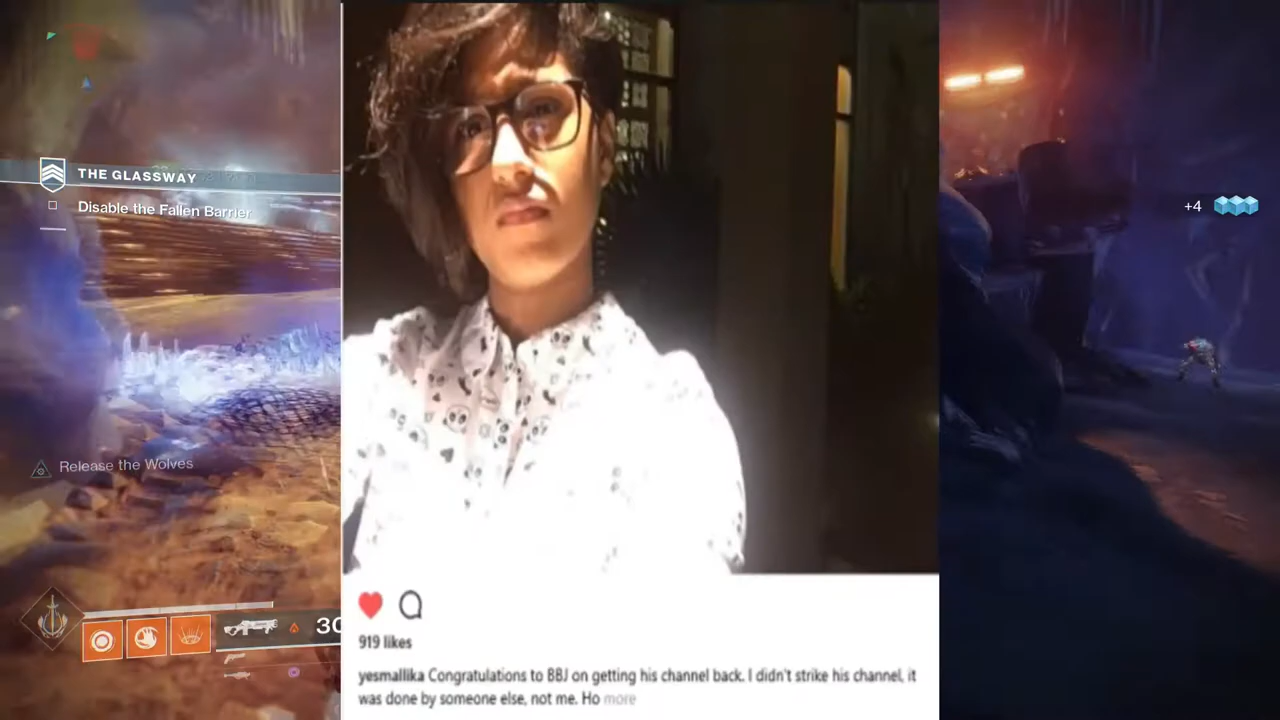 THE GLASSWAY
Disable the Fallen Barrier
+4
Release the Wolves
30
919 likes
yesmallika Congratulations to BBJ on getting his channel back. I didn't strike his channel, it
was done by someone else, not me. Ho more